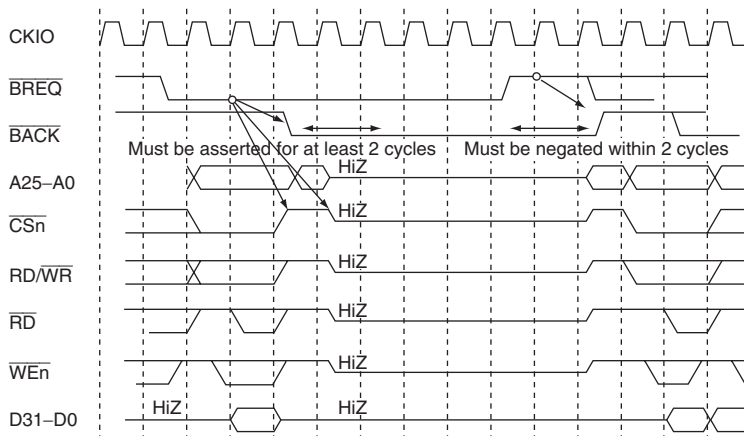 CKIO
BREQ
BACK
Must be asserted for at least 2 cycles Must be negated within 2 cycles
A25–A0 HiZ
CSn HiZ
RD/WR HiZ
RD HiZ
WEn HiZ
D31–D0 HiZ HiZ